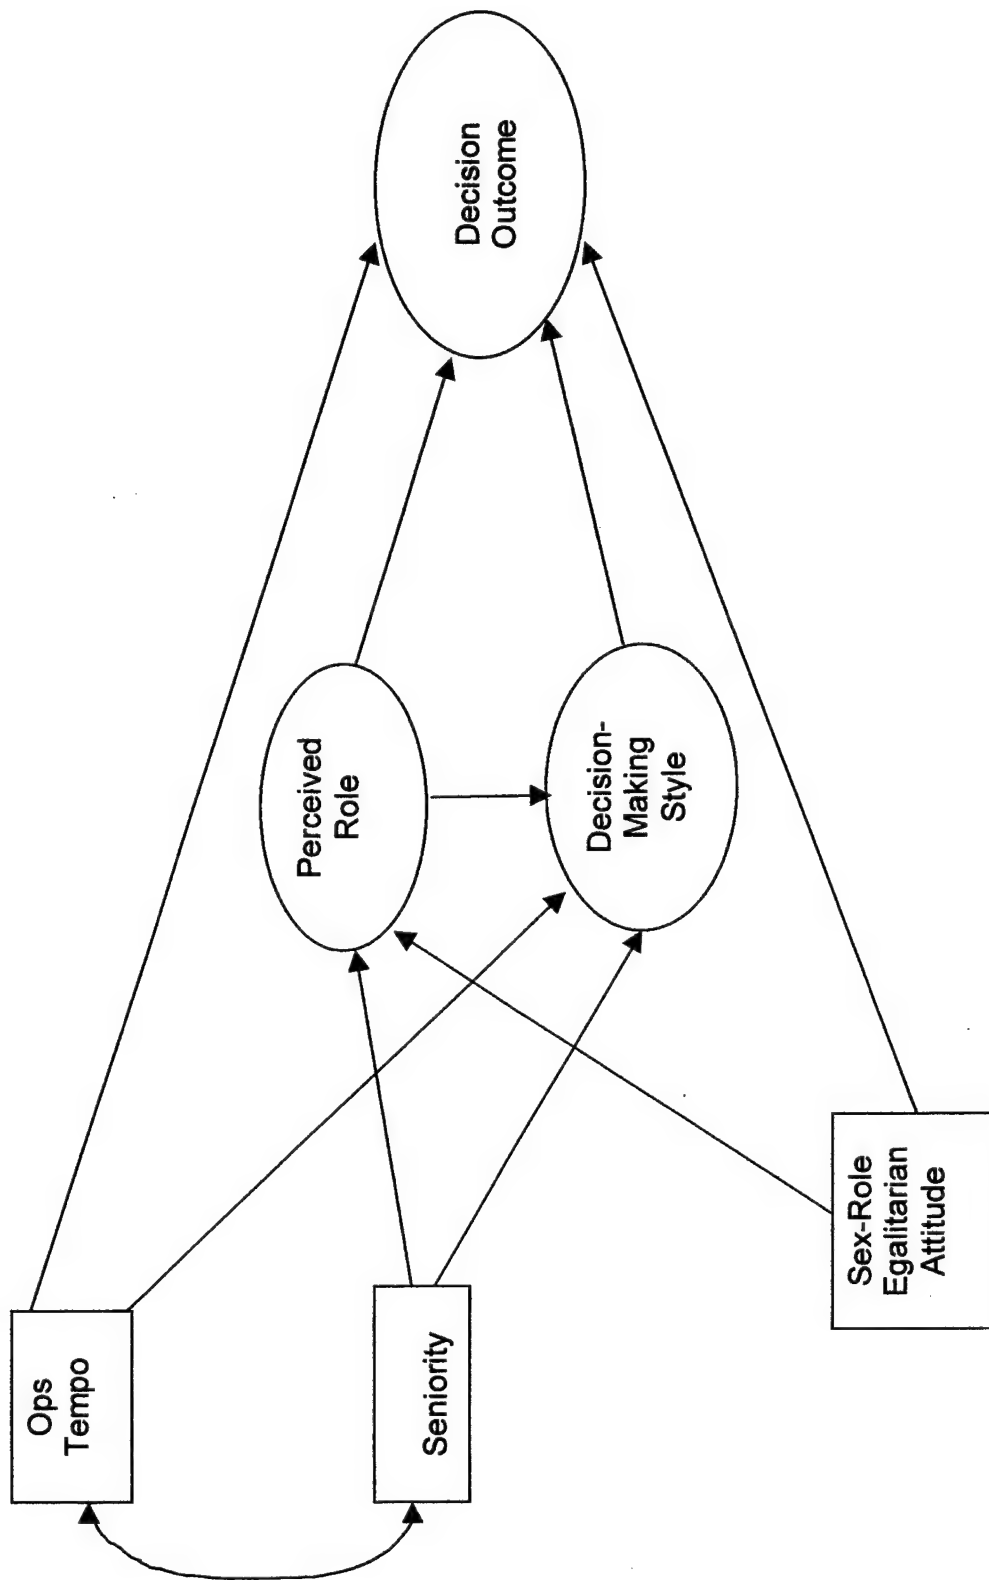 Ops
Tempo
Seniority
Sex-Role
Egalitarian
Attitude
Perceived
Role
Decision-
Making
Style
Decision
Outcome